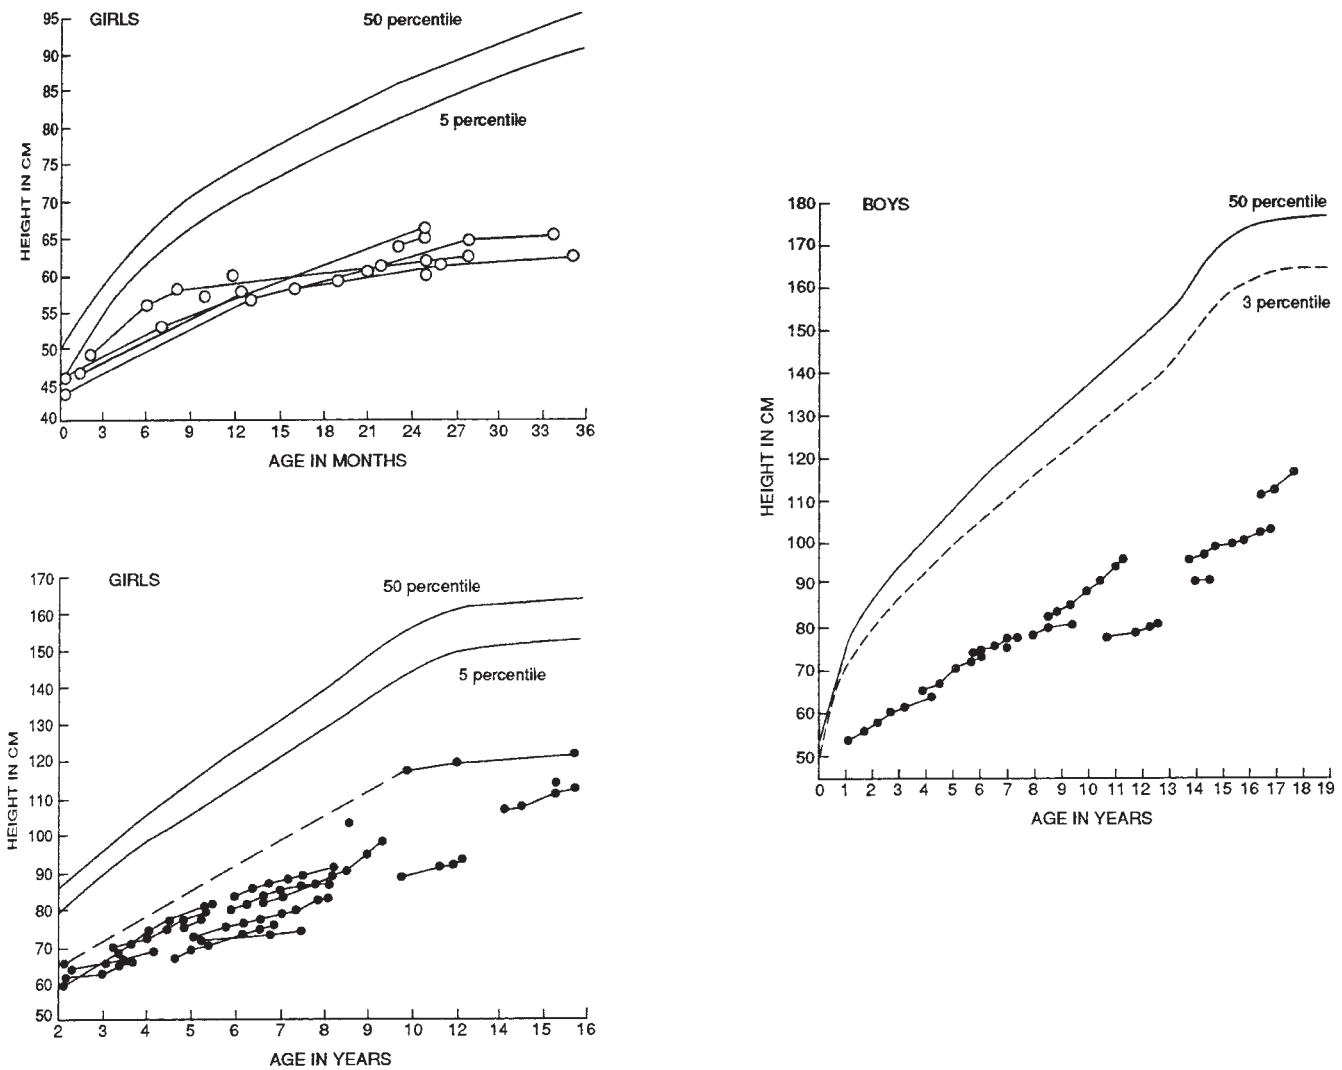 GIRLS
50 percentile
5 percentile
95
90
85
80
75
70
65
60
55
50
45
40
HEIGHT IN CM
0 3 6 9 12 15 18 21 24 27 30 33 36
AGE IN MONTHS
BOYS
50 percentile
3 percentile
180
170
160
150
140
130
120
110
100
90
80
70
60
50
HEIGHT IN CM
0 1 2 3 4 5 6 7 8 9 10 11 12 13 14 15 16 17 18 19
AGE IN YEARS
GIRLS
50 percentile
5 percentile
170
160
150
140
130
120
110
100
90
80
70
60
50
HEIGHT IN CM
2 3 4 5 6 7 8 9 10 12 14 15 16
AGE IN YEARS